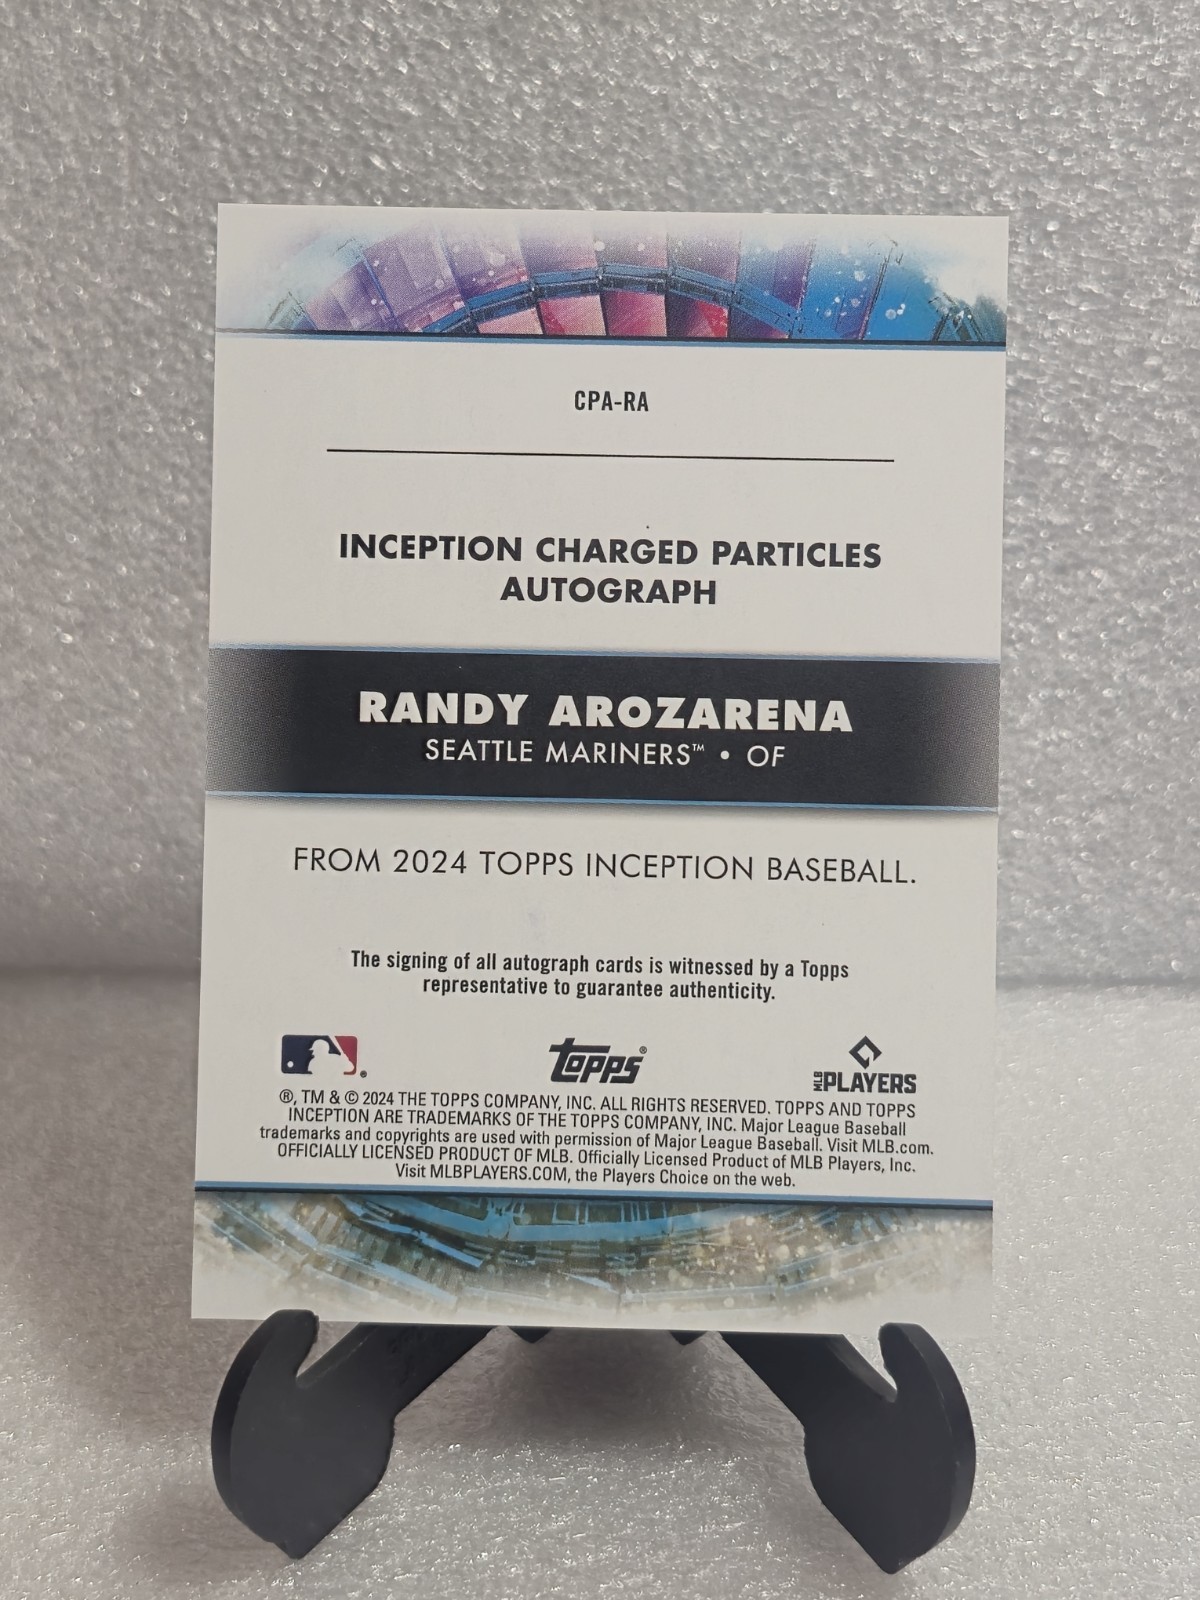 CPA-RA
INCEPTION CHARGED PARTICLES
AUTOGRAPH
RANDY AROZARENA
SEATTLE MARINERS™ • OF
FROM 2024 TOPPS INCEPTION BASEBALL.
The signing of all autograph cards is witnessed by a Topps
representative to guarantee authenticity.
topps®
MLB PLAYERS
®, TM & © 2024 THE TOPPS COMPANY, INC. ALL RIGHTS RESERVED. TOPPS AND TOPPS
INCEPTION ARE TRADEMARKS OF THE TOPPS COMPANY, INC. Major League Baseball
trademarks and copyrights are used with permission of Major League Baseball. Visit MLB.com.
OFFICIALLY LICENSED PRODUCT OF MLB. Officially Licensed Product of MLB Players, Inc.
Visit MLBPLAYERS.COM, the Players Choice on the web.